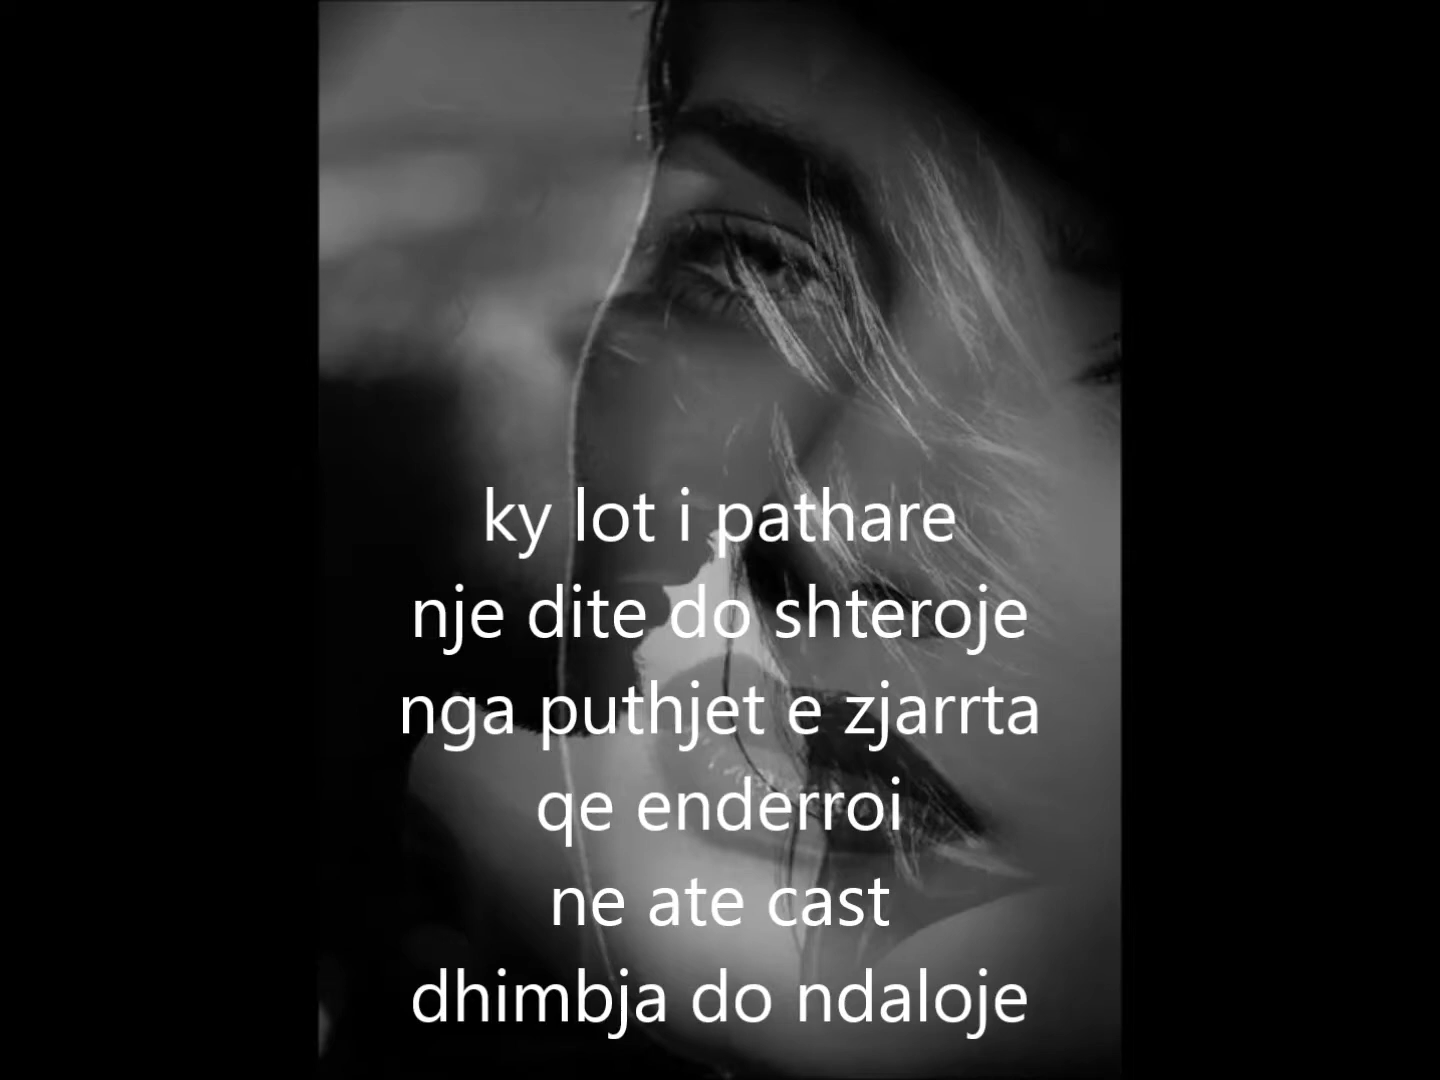 ky lot i pathare
nje dite do shteroje
nga puthjet e zjarrta
qe enderroi
ne ate cast
dhimbja do ndaloje